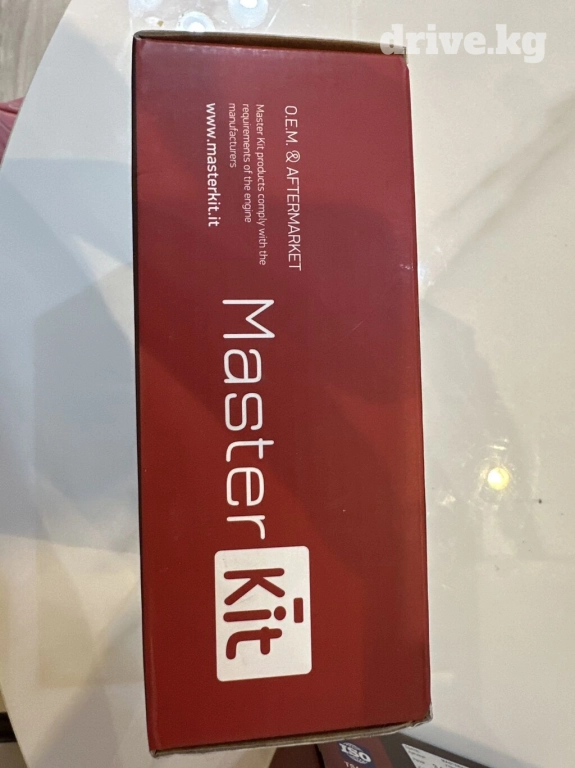 drive.kg
O.E.M. & AFTERMARKET
Master Kit products comply with the
requirements of the engine
manufacturers
www.masterkit.it
Master Kit
ISO